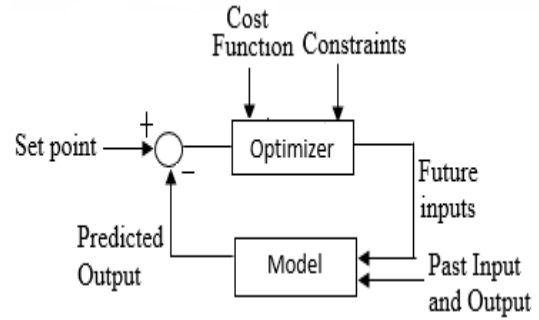 Cost
Function
Constraints
+
Set point
Optimizer
−
Future
inputs
Predicted
Output
Model
Past Input
and Output